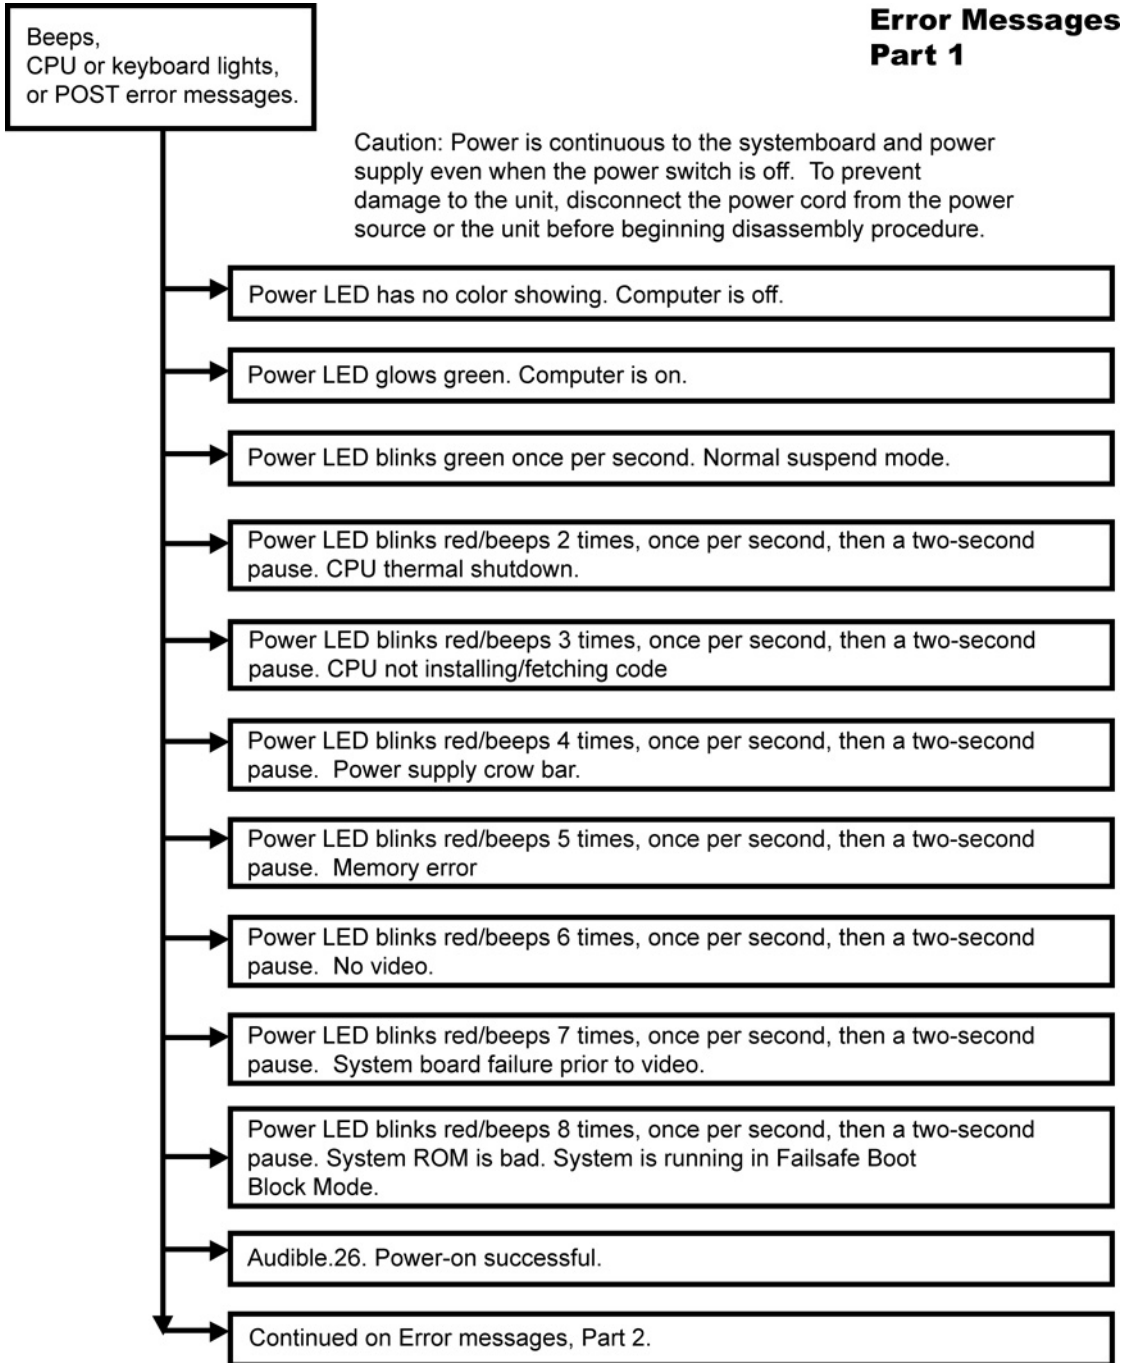 Error Messages
Part 1
Beeps,
CPU or keyboard lights,
or POST error messages.
Caution: Power is continuous to the systemboard and power
supply even when the power switch is off.  To prevent
damage to the unit, disconnect the power cord from the power
source or the unit before beginning disassembly procedure.
Power LED has no color showing. Computer is off.
Power LED glows green. Computer is on.
Power LED blinks green once per second. Normal suspend mode.
Power LED blinks red/beeps 2 times, once per second, then a two-second
pause. CPU thermal shutdown.
Power LED blinks red/beeps 3 times, once per second, then a two-second
pause. CPU not installing/fetching code
Power LED blinks red/beeps 4 times, once per second, then a two-second
pause.  Power supply crow bar.
Power LED blinks red/beeps 5 times, once per second, then a two-second
pause.  Memory error
Power LED blinks red/beeps 6 times, once per second, then a two-second
pause.  No video.
Power LED blinks red/beeps 7 times, once per second, then a two-second
pause.  System board failure prior to video.
Power LED blinks red/beeps 8 times, once per second, then a two-second
pause. System ROM is bad. System is running in Failsafe Boot
Block Mode.
Audible.26. Power-on successful.
Continued on Error messages, Part 2.